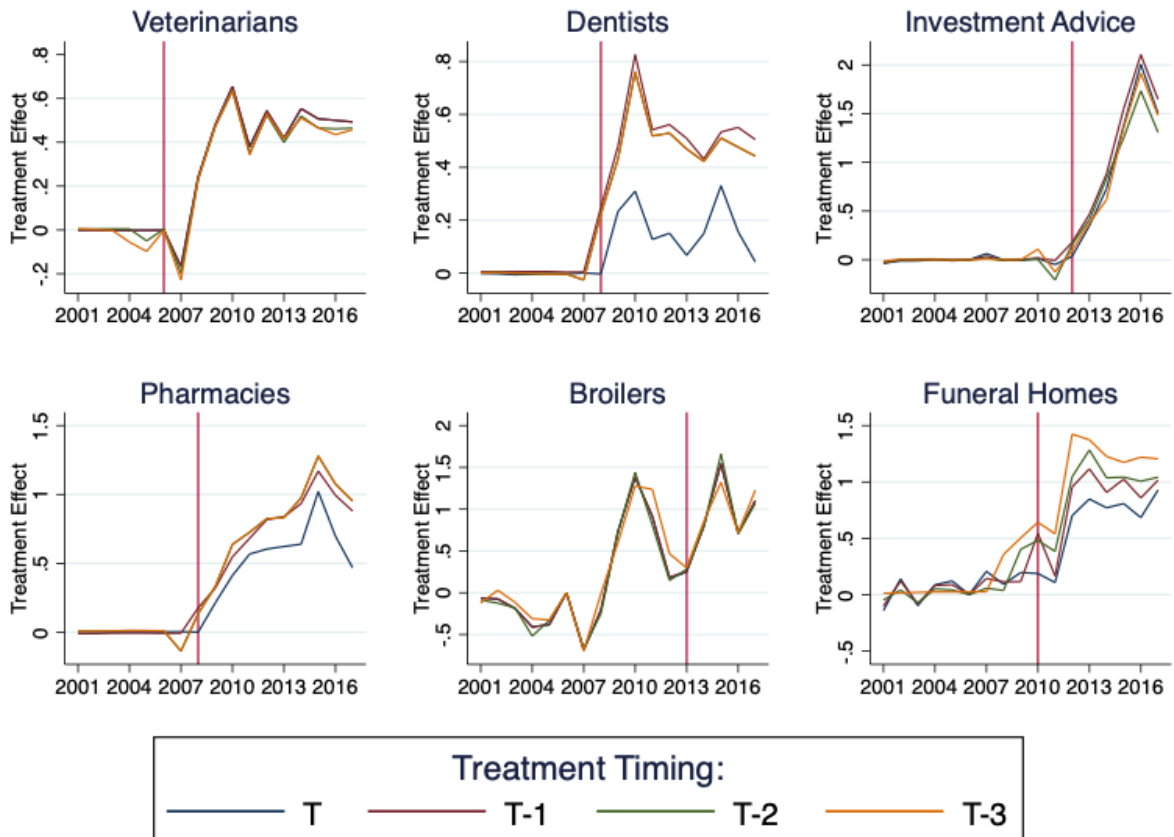 Veterinarians
Treatment Effect
-.2 0 .2 .4 .6 .8
2001 2004 2007 2010 2013 2016
Dentists
Treatment Effect
0 .2 .4 .6 .8
2001 2004 2007 2010 2013 2016
Investment Advice
Treatment Effect
0 .5 1 1.5 2
2001 2004 2007 2010 2013 2016
Pharmacies
Treatment Effect
0 .5 1 1.5
2001 2004 2007 2010 2013 2016
Broilers
Treatment Effect
-.5 0 .5 1 1.5 2
2001 2004 2007 2010 2013 2016
Funeral Homes
Treatment Effect
-.5 0 .5 1 1.5
2001 2004 2007 2010 2013 2016
Treatment Timing:
T T-1 T-2 T-3